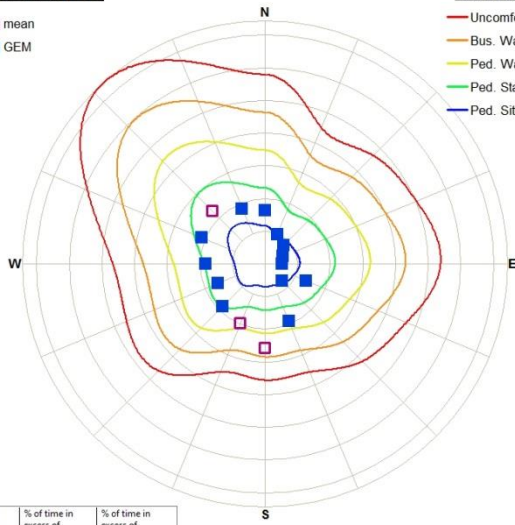 N
mean
GEM
Uncomf
Bus. Wa
Ped. Wa
Ped. Sta
Ped. Sit
W
E
S
% of time in % of time in
excess of excess of